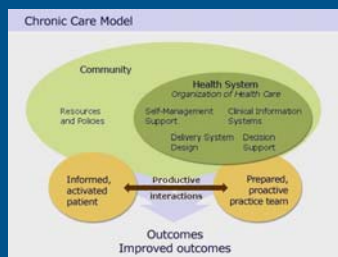 Chronic Care Model
Community
Health System
Organization of Health Care
Resources
and Policies
Self-Management
Support
Clinical Information
Systems
Delivery System
Design
Decision
Support
Informed,
activated
patient
Productive
interactions
Prepared,
proactive
practice team
Outcomes
Improved outcomes